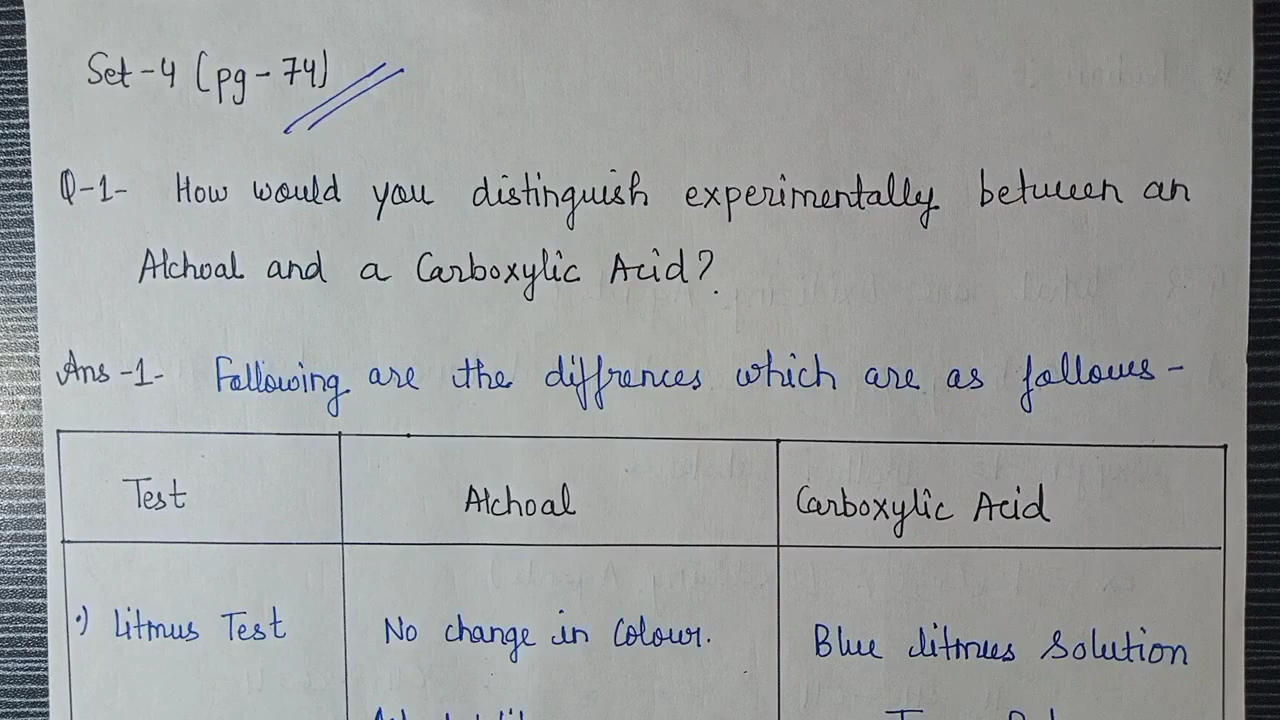 Set-4 (pg-74)
Q-1- How would you distinguish experimentally between an
Alchoal and a Carboxylic Acid?
Ans-1- Following are the diffrences which are as follows-
Test Alchoal Carboxylic Acid
•) Litmus Test No change in Colour. Blue litmus Solution